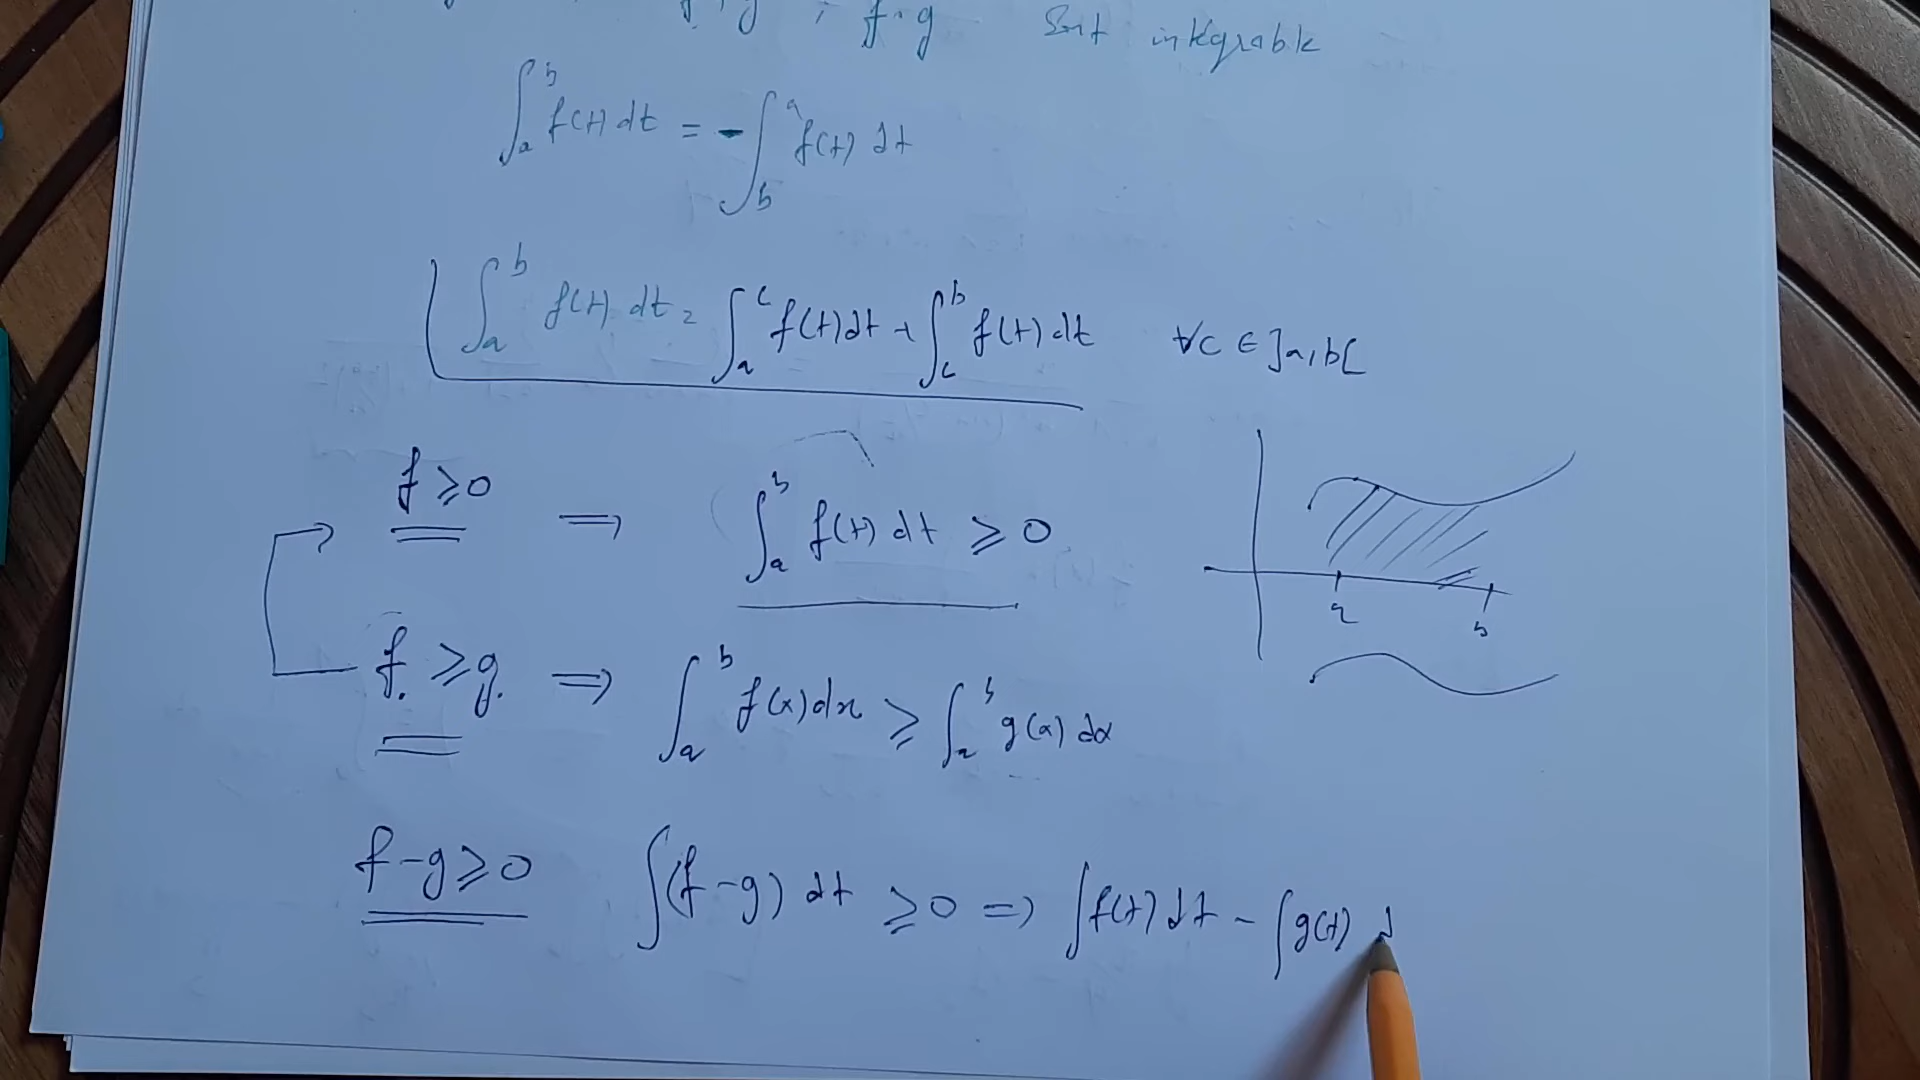 f·g sont intégrable
∫_a^b f(t) dt = -∫_b^a f(t) dt
∫_a^b f(t) dt = ∫_a^c f(t) dt + ∫_c^b f(t) dt ∀c ∈ ]a,b[
f ≥ 0 ⇒ ∫_a^b f(t) dt ≥ 0
a b
f ≥ g ⇒ ∫_a^b f(x) dx ≥ ∫_a^b g(x) dx
f - g ≥ 0 ∫(f - g) dt ≥ 0 ⇒ ∫f(t) dt - ∫g(t) d